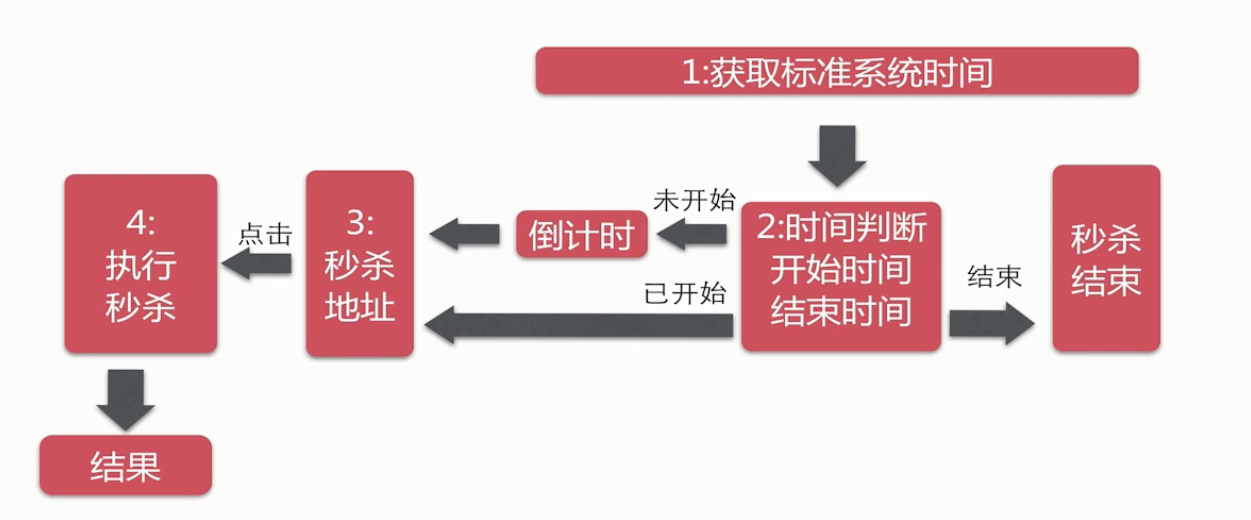 1:获取标准系统时间
未开始
2:时间判断
开始时间
结束时间
倒计时
已开始
结束
秒杀
结束
3:
秒杀
地址
点击
4:
执行
秒杀
结果